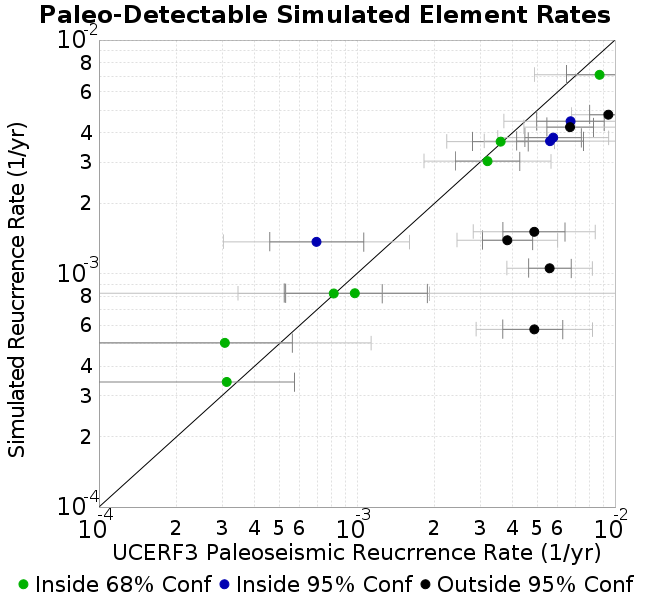 Paleo-Detectable Simulated Element Rates
10-2
8
6
4
3
2
10-3
8
6
4
3
2
10-4
Simulated Reucrrence Rate (1/yr)
10-4 2 3 4 5 6 10-3 2 3 4 5 6 10-2
UCERF3 Paleoseismic Reucrrence Rate (1/yr)
Inside 68% Conf Inside 95% Conf Outside 95% Conf